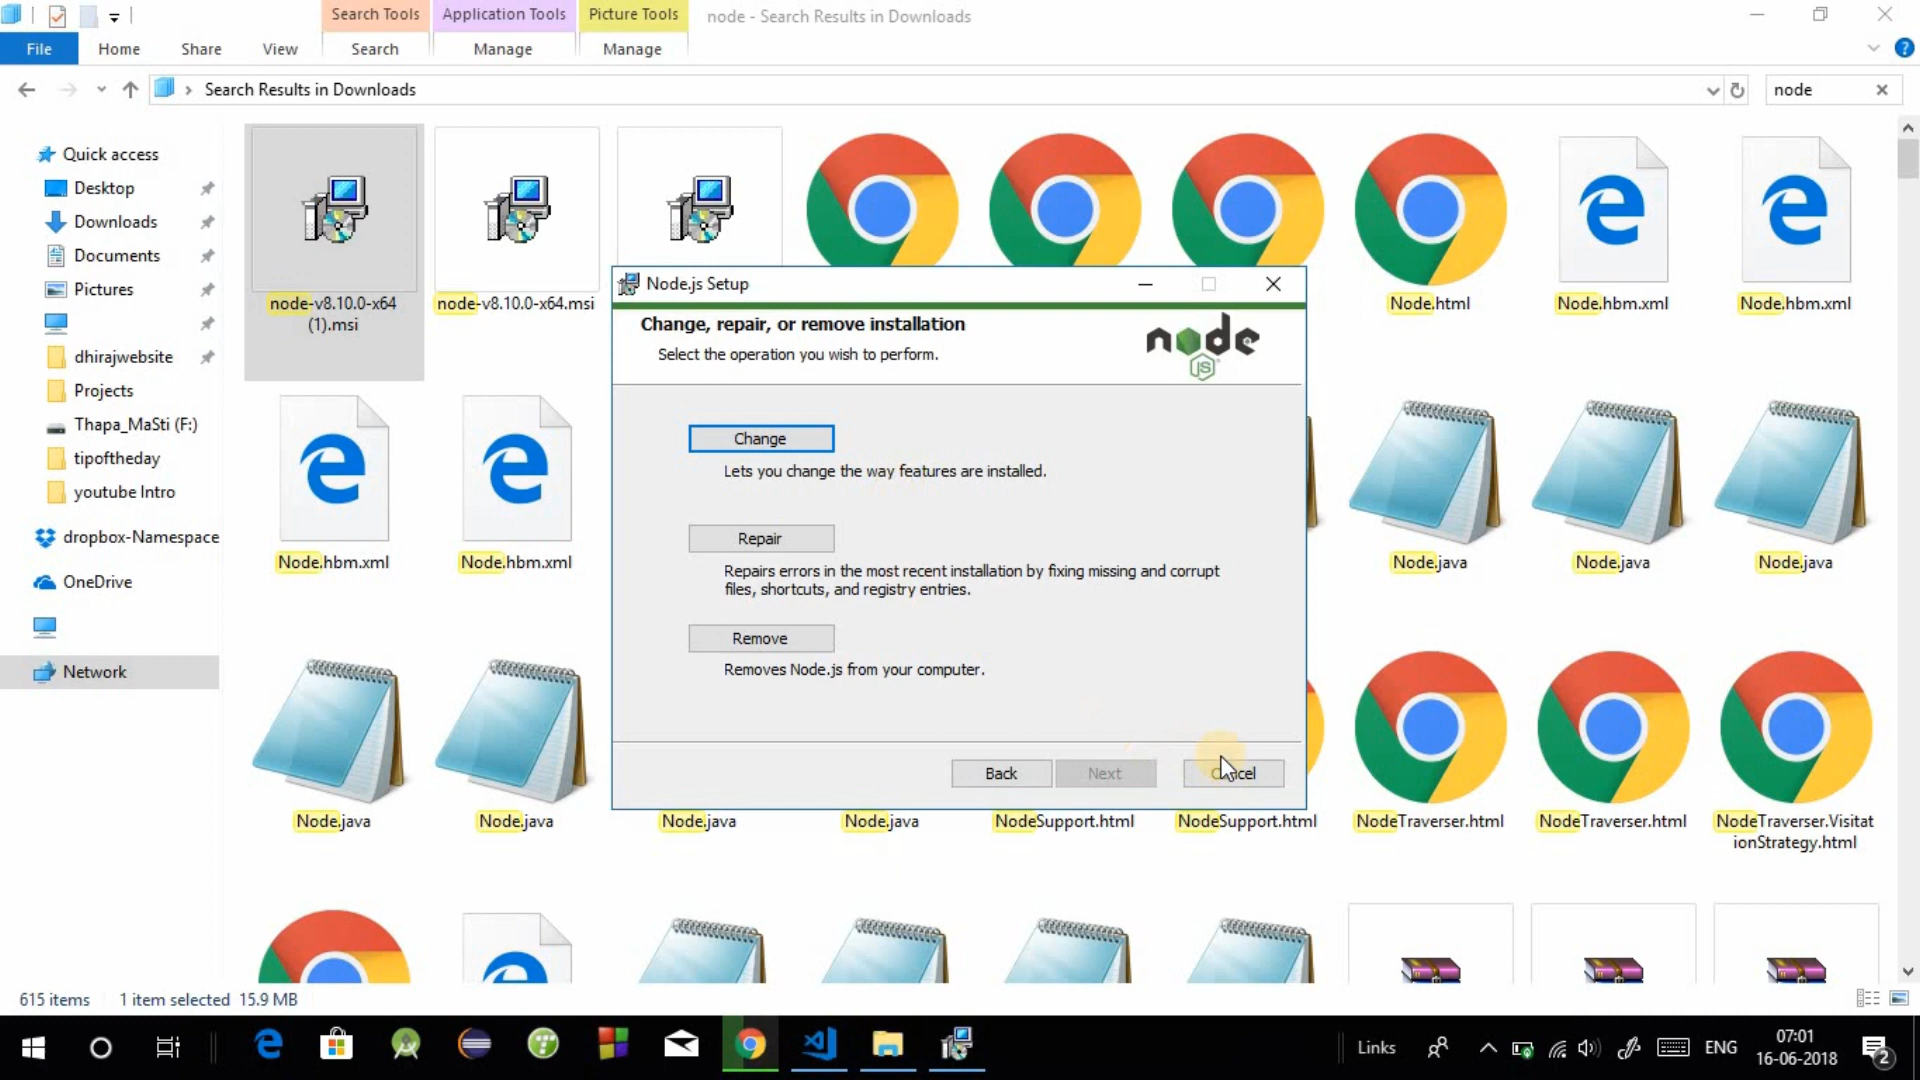 Search Tools
Application Tools
Picture Tools
node - Search Results in Downloads
File
Home
Share
View
Search
Manage
Manage
Search Results in Downloads
node
Quick access
Desktop
Downloads
Documents
Pictures
dhirajwebsite
Projects
Thapa_MaSti (F:)
tipoftheday
youtube Intro
dropbox-Namespace
OneDrive
Network
node-v8.10.0-x64
(1).msi
node-v8.10.0-x64.msi
Node.html
Node.hbm.xml
Node.hbm.xml
Node.hbm.xml
Node.hbm.xml
Node.java
Node.java
Node.java
Node.js Setup
Change, repair, or remove installation
Select the operation you wish to perform.
node
JS
Change
Lets you change the way features are installed.
Repair
Repairs errors in the most recent installation by fixing missing and corrupt
files, shortcuts, and registry entries.
Remove
Removes Node.js from your computer.
Back
Next
Node.java
Node.java
Node.java
Node.java
NodeSupport.html
NodeSupport.html
NodeTraverser.html
NodeTraverser.html
NodeTraverser.Visitat
ionStrategy.html
615 items
1 item selected 15.9 MB
Links
ENG
07:01
16-06-2018
2